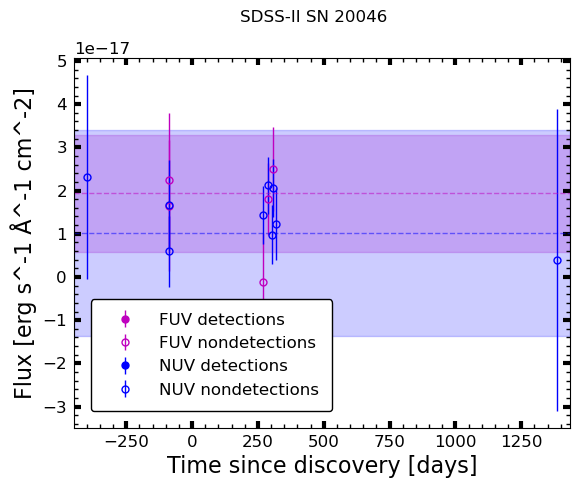 SDSS-II SN 20046
1e−17
Flux [erg s^-1 Å^-1 cm^-2]
5
4
3
2
1
0
−1
−2
−3
FUV detections
FUV nondetections
NUV detections
NUV nondetections
−250 0 250 500 750 1000 1250
Time since discovery [days]